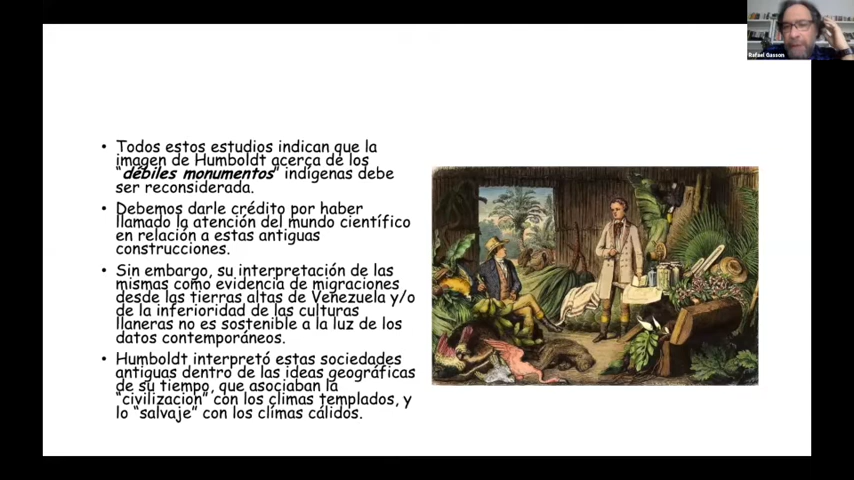 Rafael Gasson
• Todos estos estudios indican que la
imagen de Humboldt acerca de los
"débiles monumentos" indígenas debe
ser reconsiderada.
• Debemos darle crédito por haber
llamado la atención del mundo científico
en relación a estas antiguas
construcciones.
• Sin embargo, su interpretación de las
mismas como evidencia de migraciones
desde las tierras altas de Venezuela y/o
de la inferioridad de las culturas
llaneras no es sostenible a la luz de los
datos contemporáneos.
• Humboldt interpretó estas sociedades
antiguas dentro de las ideas geográficas
de su tiempo, que asociaban la
"civilización" con los climas templados, y
lo "salvaje" con los climas cálidos.